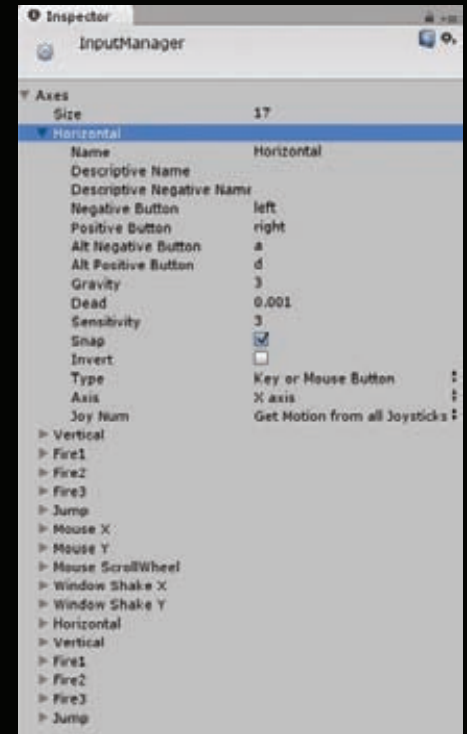 Inspector
InputManager
Axes
Size 17
Horizontal
Name Horizontal
Descriptive Name
Descriptive Negative Name
Negative Button left
Positive Button right
Alt Negative Button a
Alt Positive Button d
Gravity 3
Dead 0.001
Sensitivity 3
Snap
Invert
Type Key or Mouse Button
Axis X axis
Joy Num Get Motion from all Joysticks
Vertical
Fire1
Fire2
Fire3
Jump
Mouse X
Mouse Y
Mouse ScrollWheel
Window Shake X
Window Shake Y
Horizontal
Vertical
Fire1
Fire2
Fire3
Jump